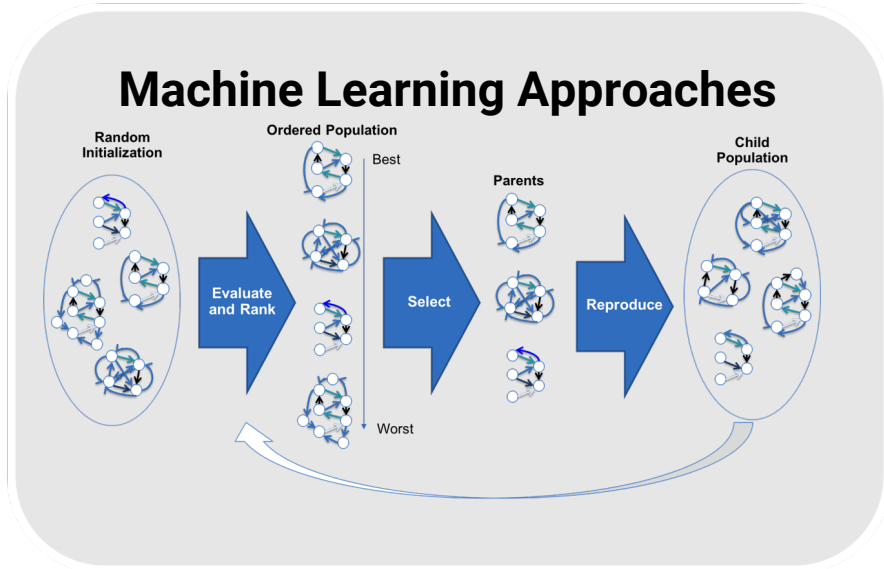 Machine Learning Approaches
Random
Initialization
Ordered Population
Best
Parents
Child
Population
Evaluate
and Rank
Select
Reproduce
Worst